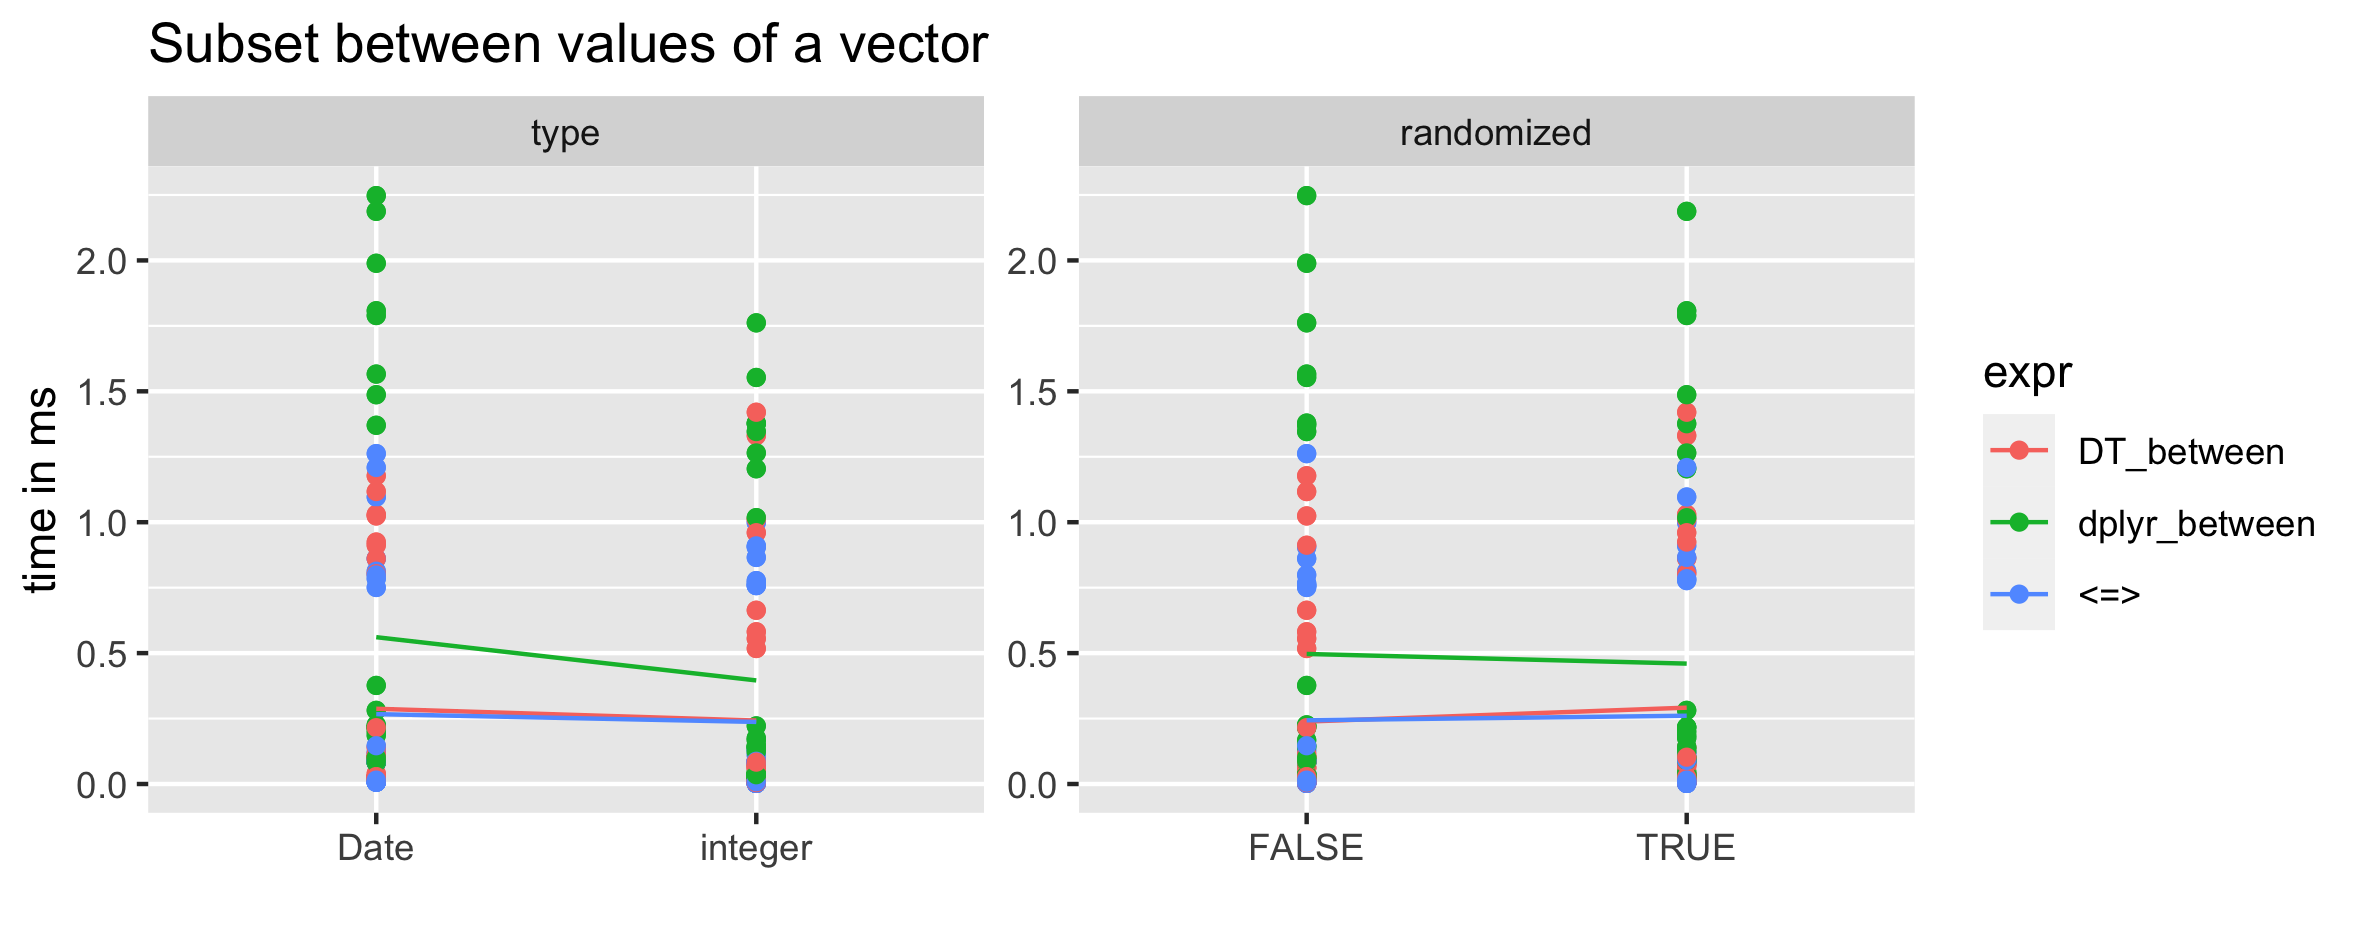 Subset between values of a vector
type
randomized
time in ms
2.0
1.5
1.0
0.5
0.0
2.0
1.5
1.0
0.5
0.0
Date
integer
FALSE
TRUE
expr
DT_between
dplyr_between
<=>